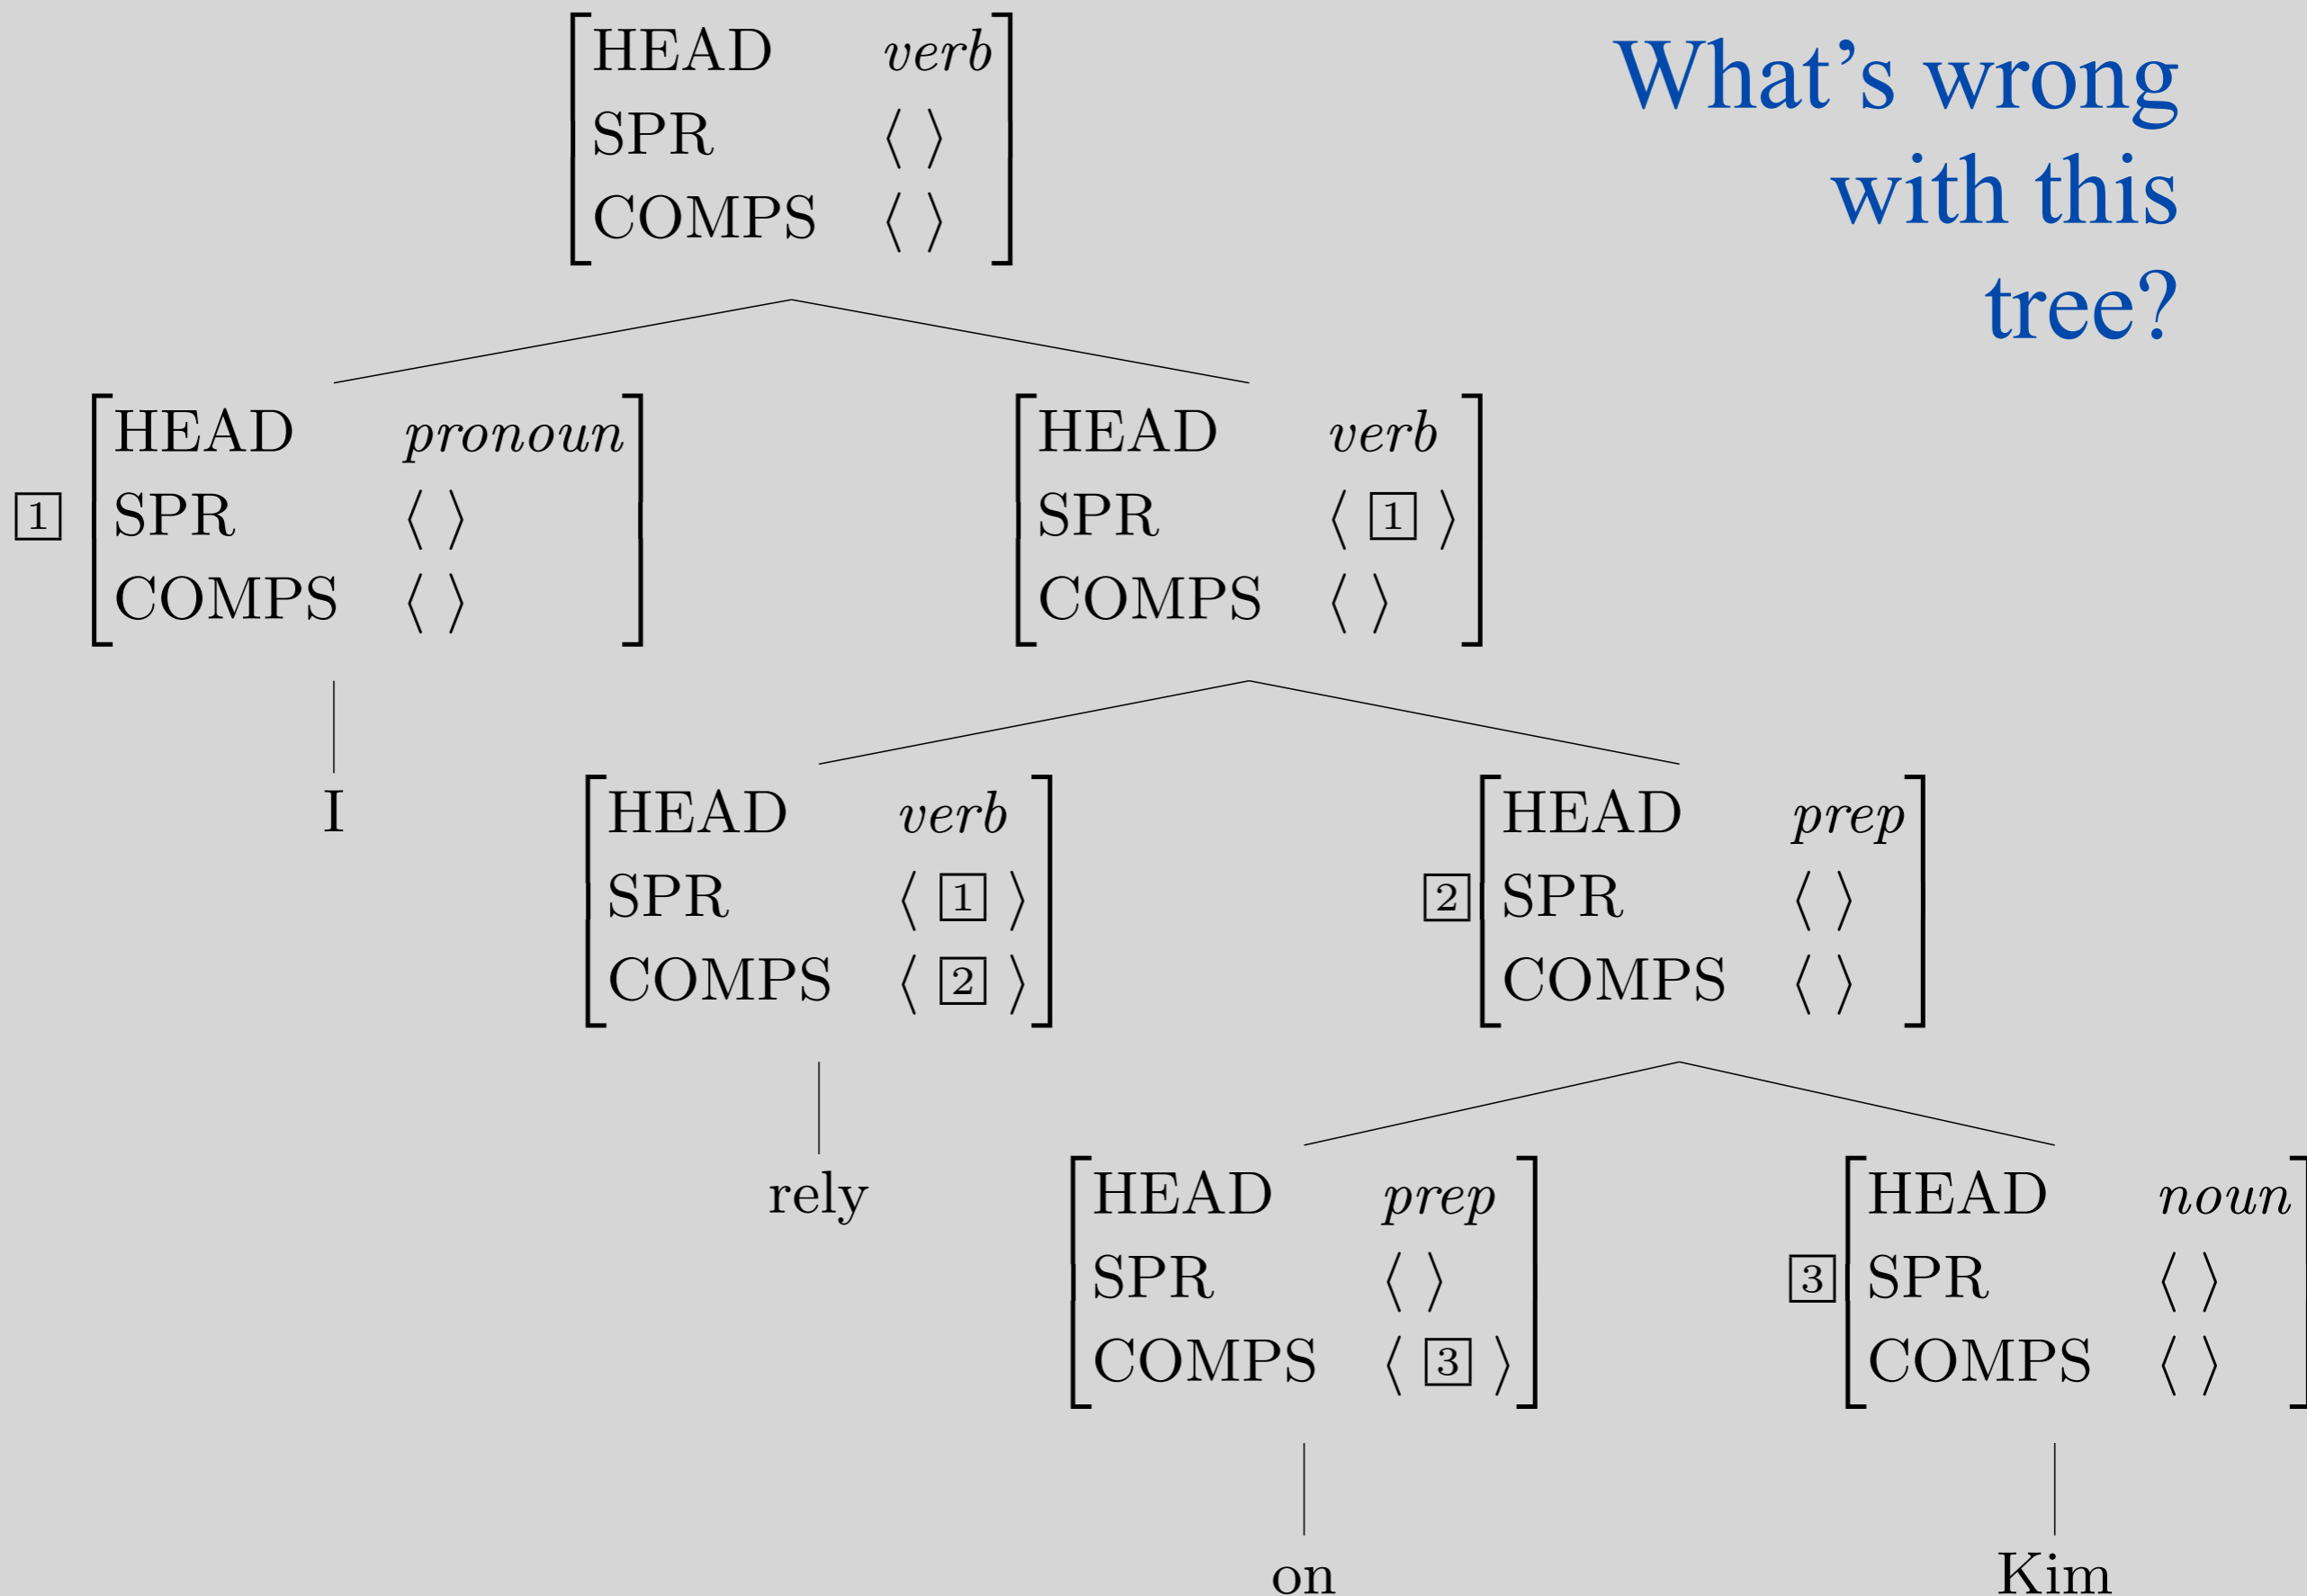 What's wrong
with this
tree?
HEAD verb
SPR ⟨ ⟩
COMPS ⟨ ⟩
1
HEAD pronoun
SPR ⟨ ⟩
COMPS ⟨ ⟩
HEAD verb
SPR ⟨ 1 ⟩
COMPS ⟨ ⟩
I
HEAD verb
SPR ⟨ 1 ⟩
COMPS ⟨ 2 ⟩
2
HEAD prep
SPR ⟨ ⟩
COMPS ⟨ ⟩
rely
HEAD prep
SPR ⟨ ⟩
COMPS ⟨ 3 ⟩
3
HEAD noun
SPR ⟨ ⟩
COMPS ⟨ ⟩
on
Kim